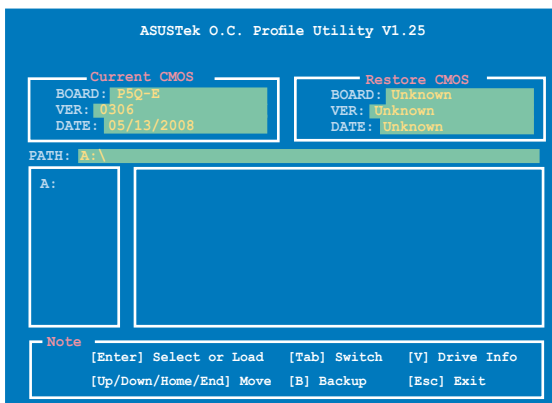 ASUSTek O.C. Profile Utility V1.25
Current CMOS
BOARD: P5Q-E
VER: 0306
DATE: 05/13/2008
Restore CMOS
BOARD: Unknown
VER: Unknown
DATE: Unknown
PATH: A:\
A:
Note
[Enter] Select or Load [Tab] Switch [V] Drive Info
[Up/Down/Home/End] Move [B] Backup [Esc] Exit